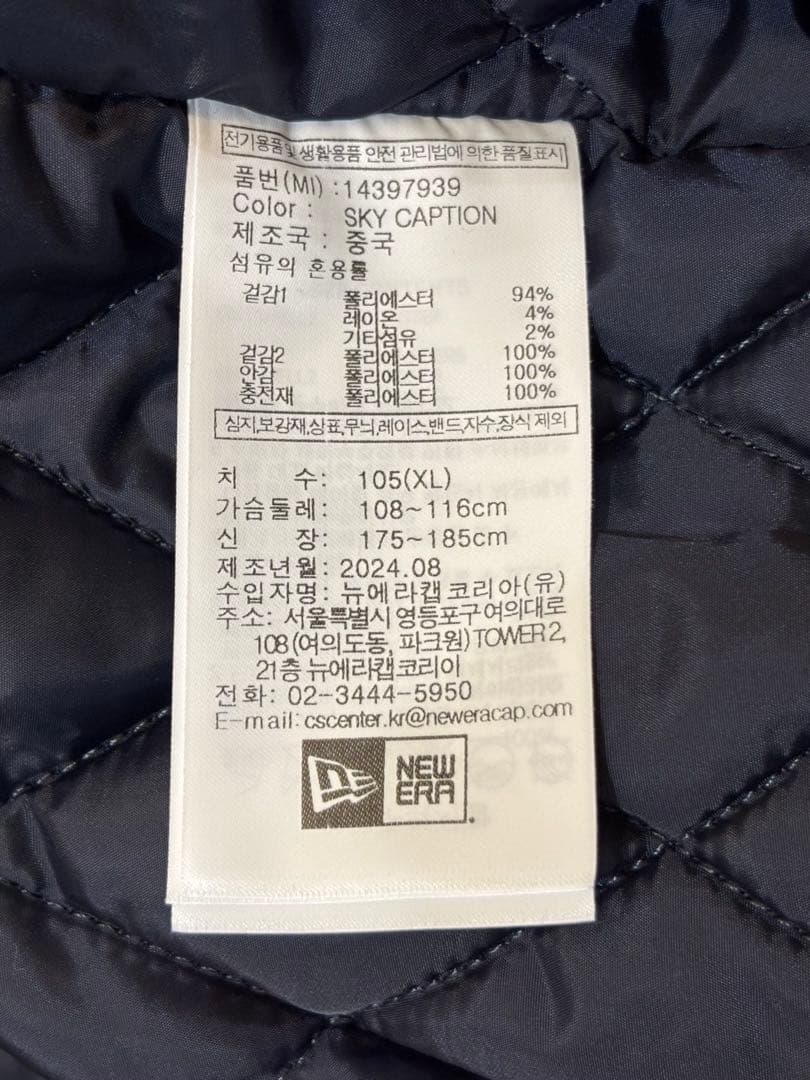 전기용품 및 생활용품 안전 관리법에 의한 품질표시
품번(MI) : 14397939
Color : SKY CAPTION
제조국 : 중국
섬유의 혼용률
겉감1 폴리에스터 94%
레이온 4%
기타섬유 2%
겉감2 폴리에스터 100%
안감 폴리에스터 100%
충전재 폴리에스터 100%
심지,보강재,상표,무늬,레이스,밴드,자수,장식 제외
치 수: 105(XL)
가슴둘레: 108~116cm
신 장: 175~185cm
제조년월: 2024.08
수입자명: 뉴에라캡코리아(유)
주소: 서울특별시 영등포구 여의대로
108 (여의도동, 파크원) TOWER 2,
21층 뉴에라캡코리아
전화: 02-3444-5950
E-mail: cscenter.kr@neweracap.com
NEW
ERA